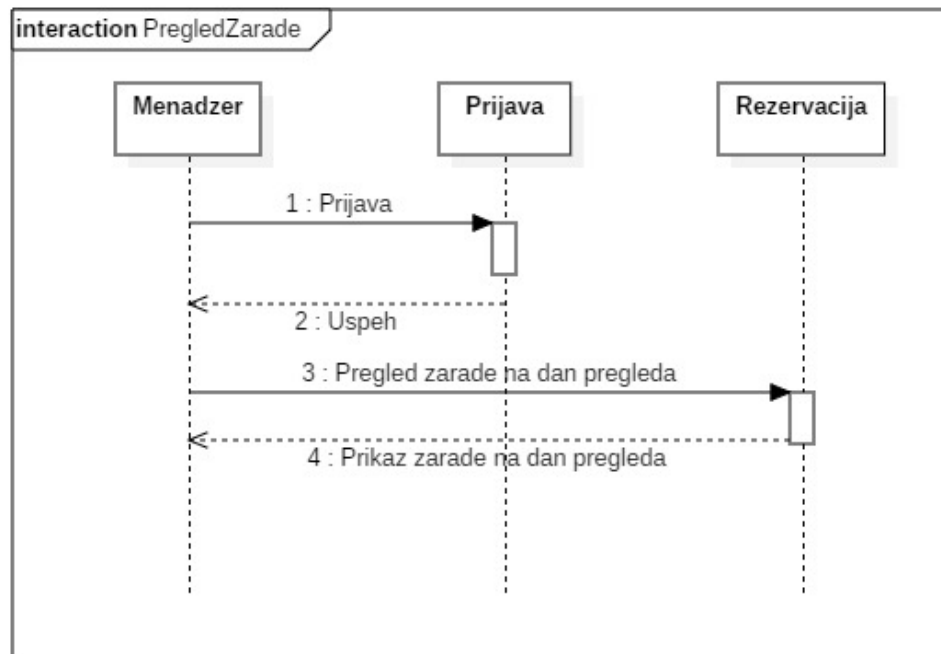 interaction PregledZarade
Menadzer
Prijava
Rezervacija
1 : Prijava
2 : Uspeh
3 : Pregled zarade na dan pregleda
4 : Prikaz zarade na dan pregleda